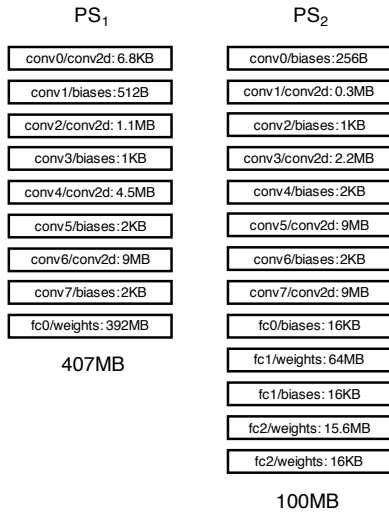 PS1
conv0/conv2d: 6.8KB
conv1/biases: 512B
conv2/conv2d: 1.1MB
conv3/biases: 1KB
conv4/conv2d: 4.5MB
conv5/biases: 2KB
conv6/conv2d: 9MB
conv7/biases: 2KB
fc0/weights: 392MB
407MB
PS2
conv0/biases: 256B
conv1/conv2d: 0.3MB
conv2/biases: 1KB
conv3/conv2d: 2.2MB
conv4/biases: 2KB
conv5/conv2d: 9MB
conv6/biases: 2KB
conv7/conv2d: 9MB
fc0/biases: 16KB
fc1/weights: 64MB
fc1/biases: 16KB
fc2/weights: 15.6MB
fc2/weights: 16KB
100MB